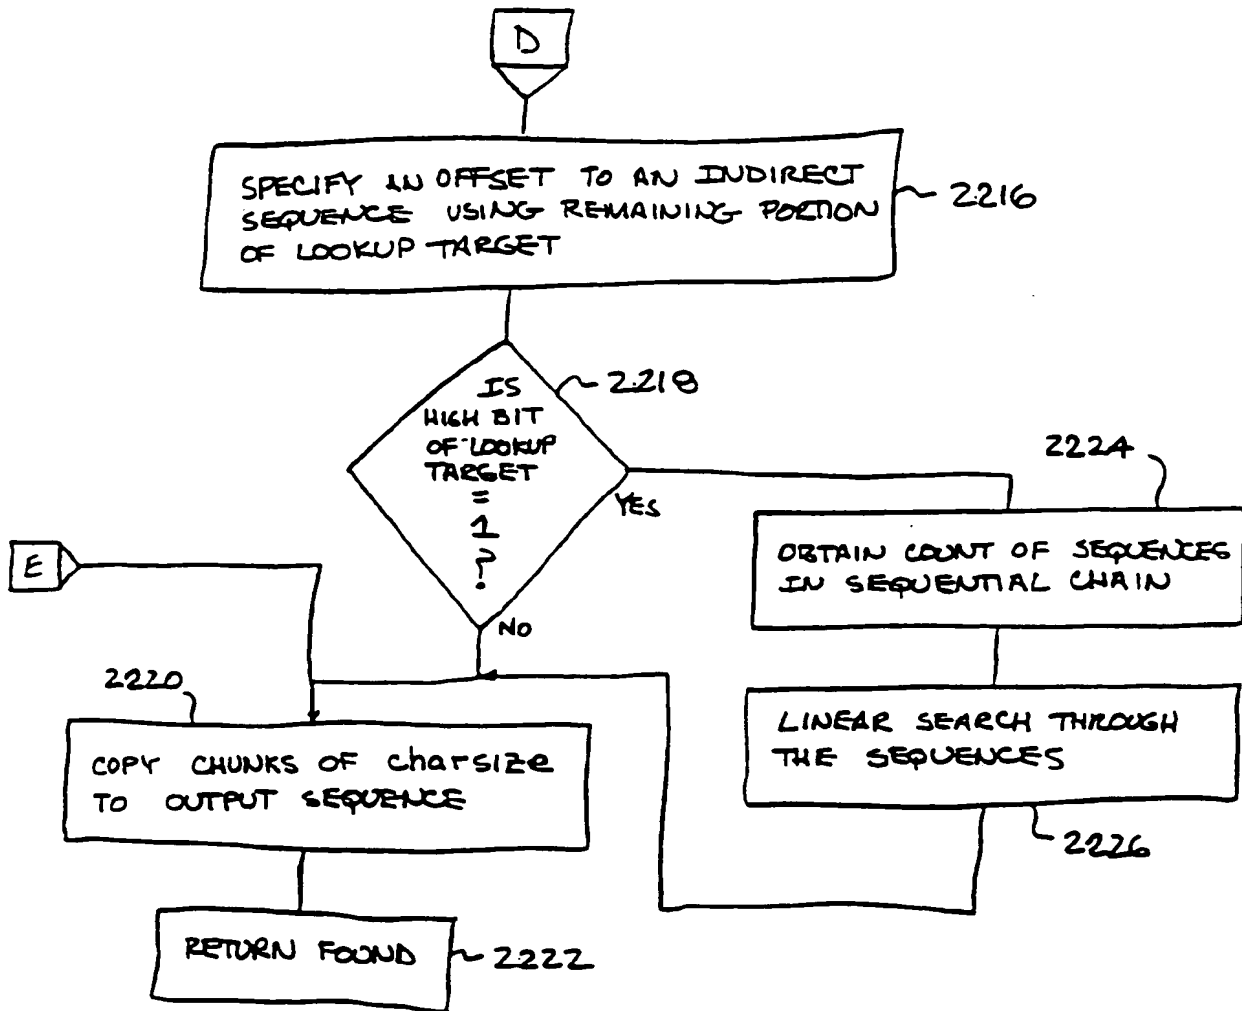 D
SPECIFY AN OFFSET TO AN INDIRECT
SEQUENCE USING REMAINING PORTION
OF LOOKUP TARGET
2216
IS
HIGH BIT
OF LOOKUP
TARGET
=
1
?
2218
YES
NO
2224
OBTAIN COUNT OF SEQUENCES
IN SEQUENTIAL CHAIN
E
2220
COPY CHUNKS OF charsize
TO OUTPUT SEQUENCE
LINEAR SEARCH THROUGH
THE SEQUENCES
2226
RETURN FOUND
2222